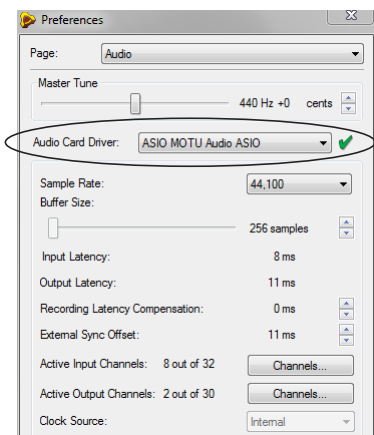 Preferences
Page: Audio
Master Tune
440 Hz +0 cents
Audio Card Driver: ASIO MOTU Audio ASIO
Sample Rate: 44,100
Buffer Size:
256 samples
Input Latency: 8 ms
Output Latency: 11 ms
Recording Latency Compensation: 0 ms
External Sync Offset: 11 ms
Active Input Channels: 8 out of 32 Channels...
Active Output Channels: 2 out of 30 Channels...
Clock Source: Internal